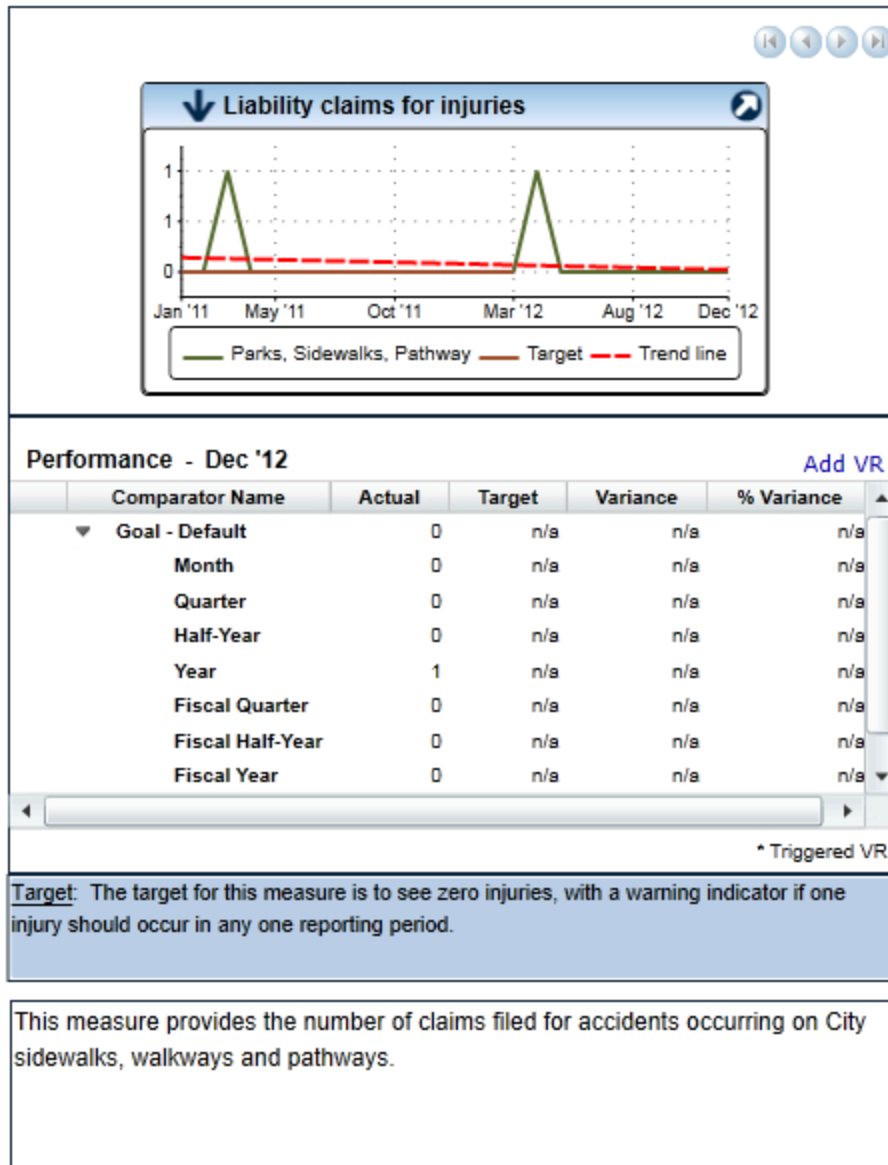 Liability claims for injuries
1
1
0
Jan '11 May '11 Oct '11 Mar '12 Aug '12 Dec '12
Parks, Sidewalks, Pathway Target Trend line
Performance - Dec '12 Add VR
Comparator Name Actual Target Variance % Variance
Goal - Default 0 n/a n/a n/a
Month 0 n/a n/a n/a
Quarter 0 n/a n/a n/a
Half-Year 0 n/a n/a n/a
Year 1 n/a n/a n/a
Fiscal Quarter 0 n/a n/a n/a
Fiscal Half-Year 0 n/a n/a n/a
Fiscal Year 0 n/a n/a n/a
* Triggered VR
Target: The target for this measure is to see zero injuries, with a warning indicator if one
injury should occur in any one reporting period.
This measure provides the number of claims filed for accidents occurring on City
sidewalks, walkways and pathways.